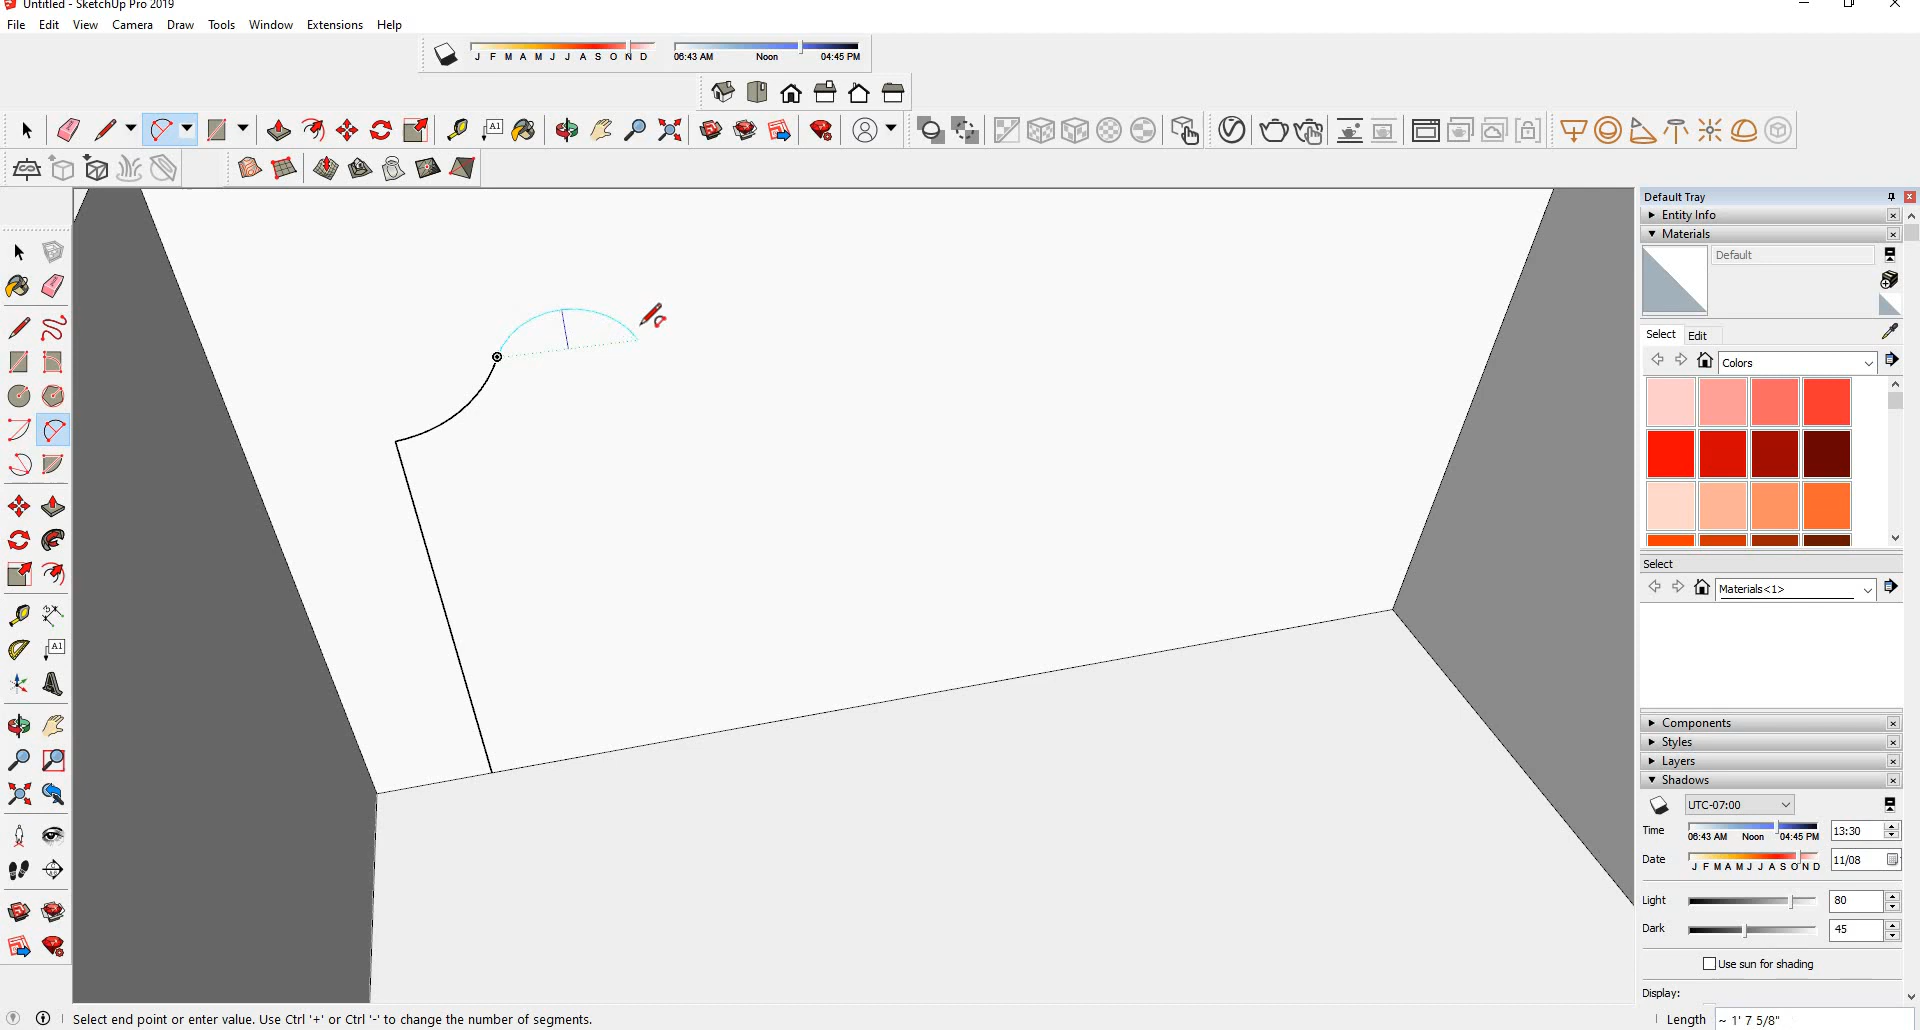 Untitled - SketchUp Pro 2019
File Edit View Camera Draw Tools Window Extensions Help
J F M A M J J A S O N D
06:43 AM Noon 04:45 PM
A1
Default Tray
Entity Info
Materials
Default
Select Edit
Colors
A1
Select
Materials<1>
Components
Styles
Layers
Shadows
UTC-07:00
Time 06:43 AM Noon 04:45 PM 13:30
Date J F M A M J J A S O N D 11/08
Light 80
Dark 45
Use sun for shading
Display:
Select end point or enter value. Use Ctrl '+' or Ctrl '-' to change the number of segments.
Length ~ 1' 7 5/8"